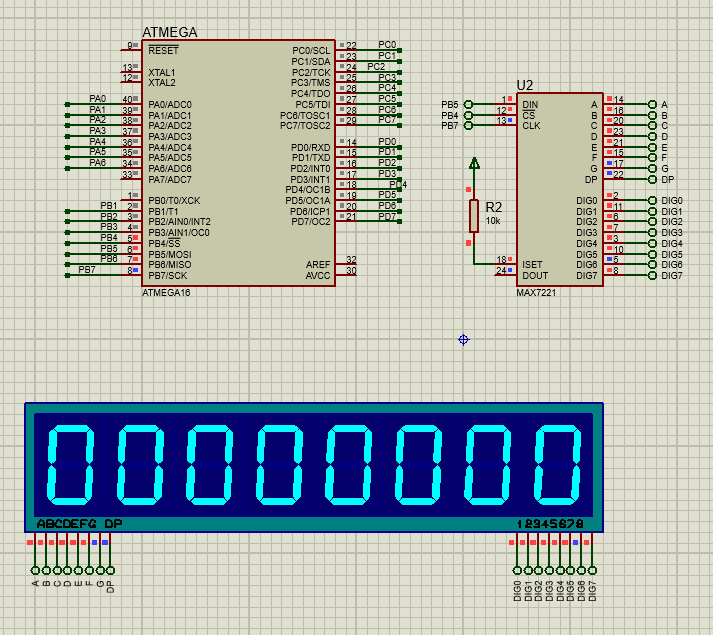 ATMEGA
9 RESET
13 XTAL1
12 XTAL2
PA0 40 PA0/ADC0
PA1 39 PA1/ADC1
PA2 38 PA2/ADC2
PA3 37 PA3/ADC3
PA4 36 PA4/ADC4
PA5 35 PA5/ADC5
PA6 34 PA6/ADC6
33 PA7/ADC7
1 PB0/T0/XCK
PB1 2 PB1/T1
PB2 3 PB2/AIN0/INT2
PB3 4 PB3/AIN1/OC0
PB4 5 PB4/SS
PB5 6 PB5/MOSI
PB6 7 PB6/MISO
PB7 8 PB7/SCK
PC0/SCL 22 PC0
PC1/SDA 23 PC1
PC2/TCK 24 PC2
PC3/TMS 25 PC3
PC4/TDO 26 PC4
PC5/TDI 27 PC5
PC6/TOSC1 28 PC6
PC7/TOSC2 29 PC7
PD0/RXD 14 PD0
PD1/TXD 15 PD1
PD2/INT0 16 PD2
PD3/INT1 17 PD3
PD4/OC1B 18 PD4
PD5/OC1A 19 PD5
PD6/ICP1 20 PD6
PD7/OC2 21 PD7
AREF 32
AVCC 30
ATMEGA16
U2
PB5 1 DIN
PB4 12 CS
PB7 13 CLK
R2
10k
18 ISET
24 DOUT
A 14 A
B 16 B
C 20 C
D 23 D
E 21 E
F 15 F
G 17 G
DP 22 DP
DIG0 2 DIG0
DIG1 11 DIG1
DIG2 6 DIG2
DIG3 7 DIG3
DIG4 3 DIG4
DIG5 10 DIG5
DIG6 5 DIG6
DIG7 8 DIG7
MAX7221
00000000
ABCDEFG DP
12345678
A
B
C
D
E
F
G
DP
DIG0
DIG1
DIG2
DIG3
DIG4
DIG5
DIG6
DIG7